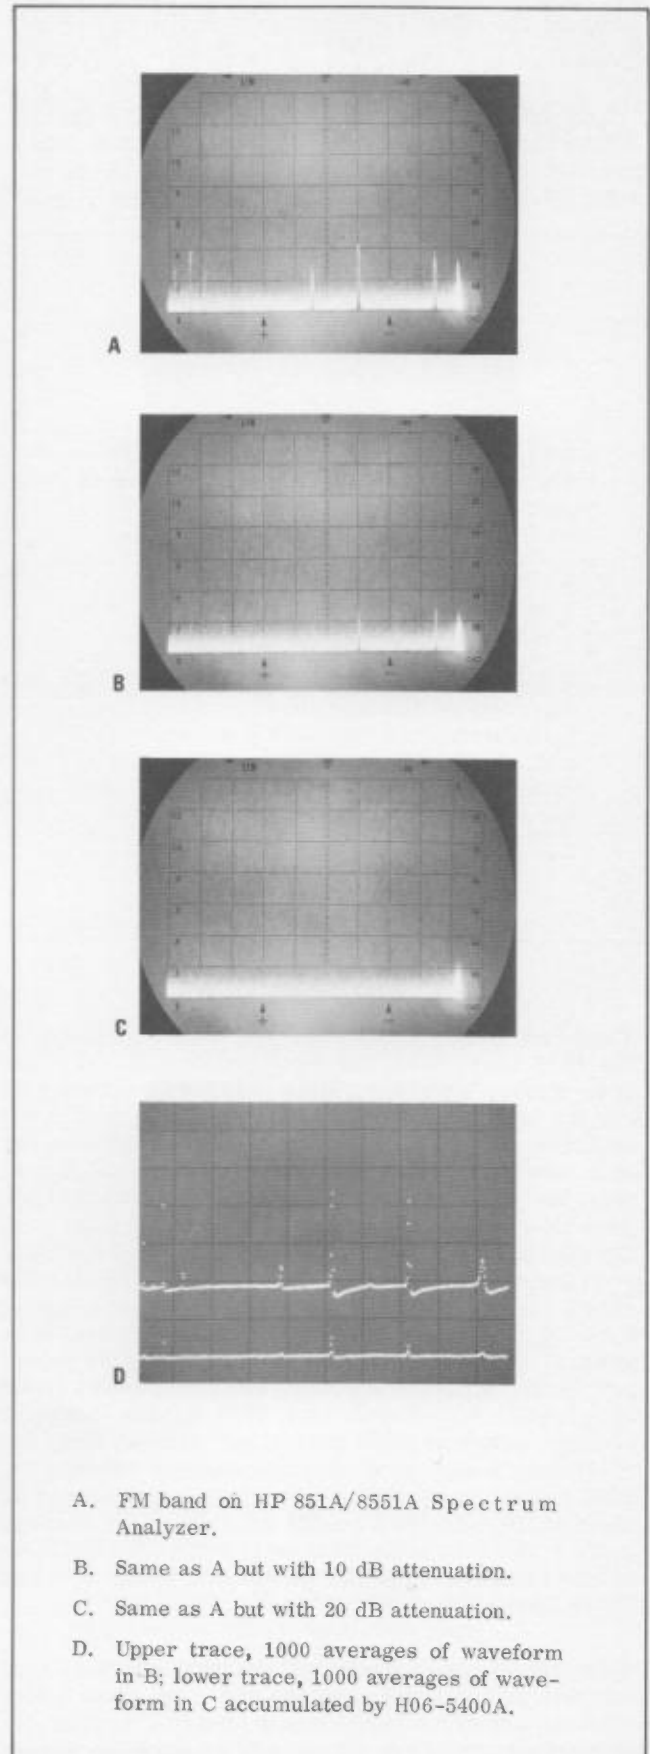 A
B
C
D
A. FM band on HP 851A/8551A Spectrum
Analyzer.
B. Same as A but with 10 dB attenuation.
C. Same as A but with 20 dB attenuation.
D. Upper trace, 1000 averages of waveform
in B; lower trace, 1000 averages of wave-
form in C accumulated by H06-5400A.